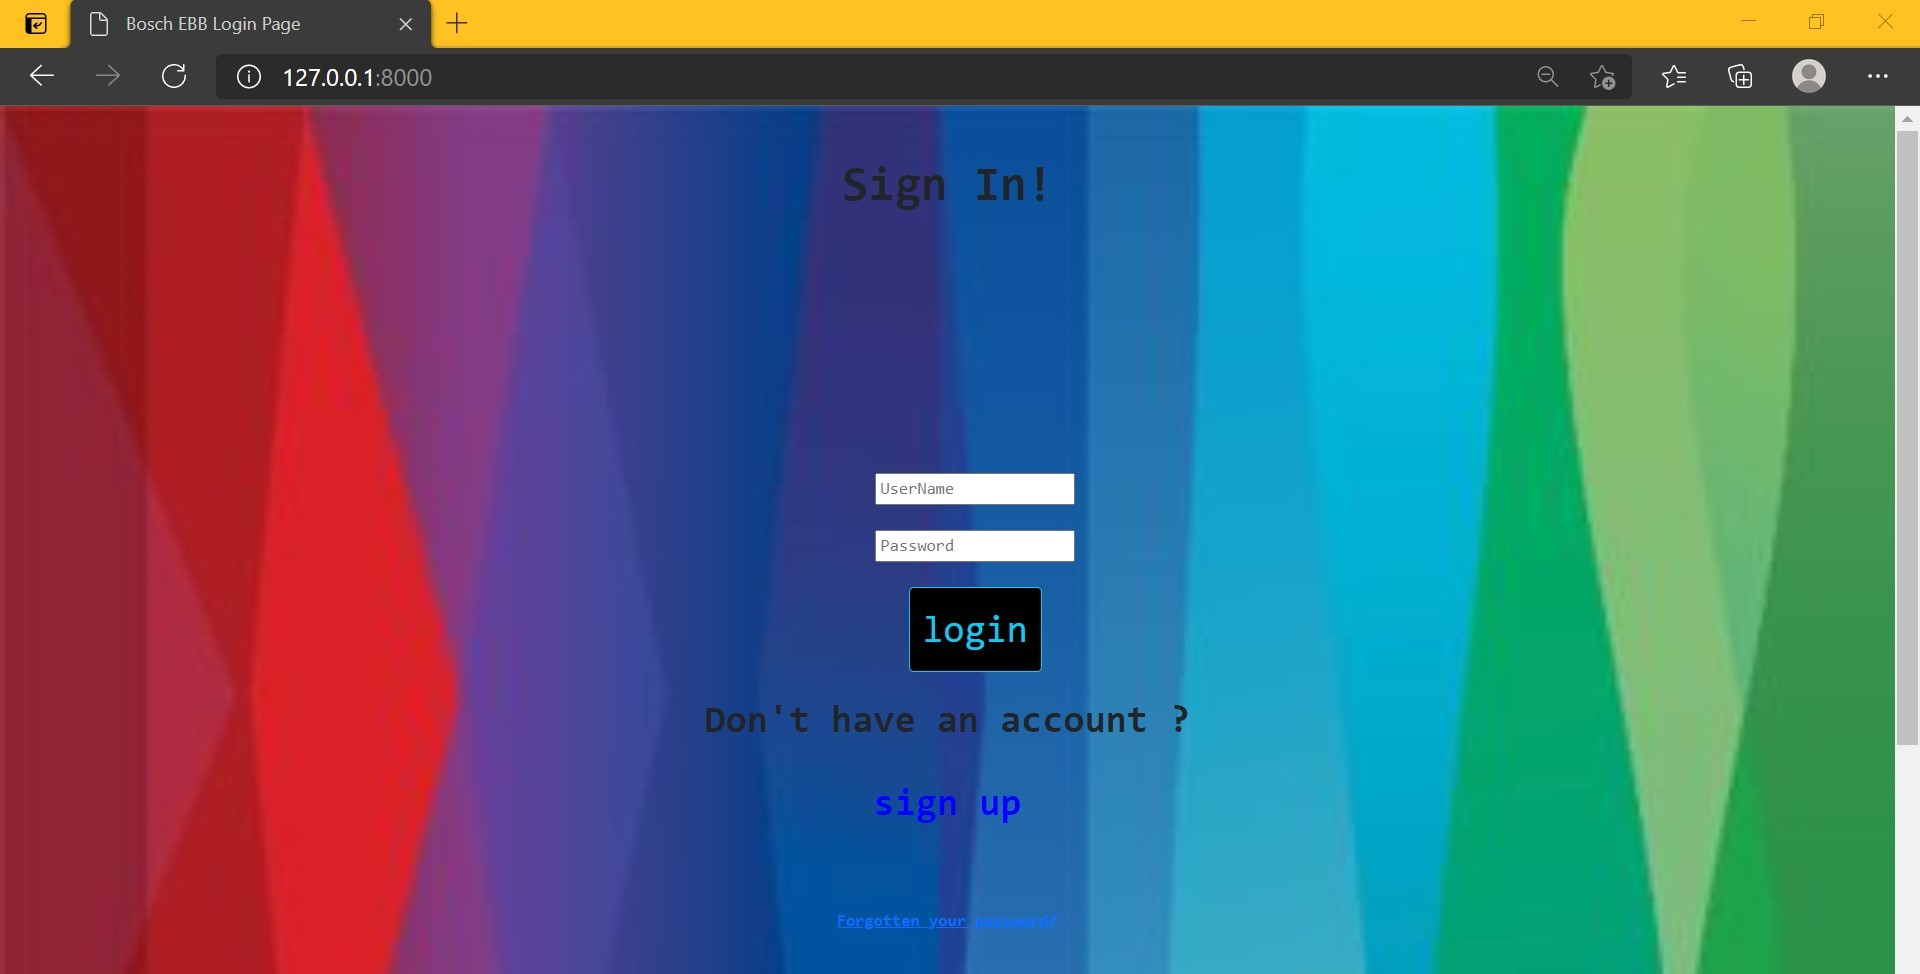 Bosch EBB Login Page
127.0.0.1:8000
Sign In!
UserName
Password
login
Don't have an account ?
sign up
Forgotten your password?